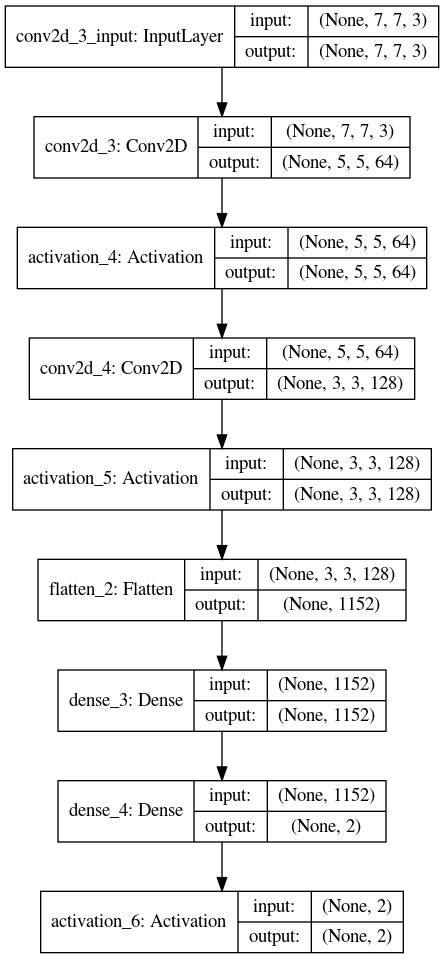 conv2d_3_input: InputLayer
input: (None, 7, 7, 3)
output: (None, 7, 7, 3)
conv2d_3: Conv2D
input: (None, 7, 7, 3)
output: (None, 5, 5, 64)
activation_4: Activation
input: (None, 5, 5, 64)
output: (None, 5, 5, 64)
conv2d_4: Conv2D
input: (None, 5, 5, 64)
output: (None, 3, 3, 128)
activation_5: Activation
input: (None, 3, 3, 128)
output: (None, 3, 3, 128)
flatten_2: Flatten
input: (None, 3, 3, 128)
output: (None, 1152)
dense_3: Dense
input: (None, 1152)
output: (None, 1152)
dense_4: Dense
input: (None, 1152)
output: (None, 2)
activation_6: Activation
input: (None, 2)
output: (None, 2)